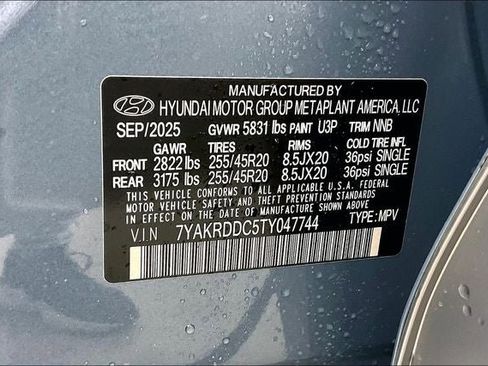 MANUFACTURED BY
HYUNDAI MOTOR GROUP METAPLANT AMERICA, LLC
SEP/2025 GVWR 5831 lbs PAINT U3P TRIM NNB
GAWR TIRES RIMS COLD TIRE INFL
FRONT 2822 lbs 255/45R20 8.5JX20 36psi SINGLE
REAR 3175 lbs 255/45R20 8.5JX20 36psi SINGLE
THIS VEHICLE CONFORMS TO ALL APPLICABLE U.S.A. FEDERAL
MOTOR VEHICLE SAFETY, BUMPER, AND THEFT PREVENTION
STANDARDS IN EFFECT ON THE DATE OF MANUFACTURE SHOWN ABOVE.
V.I.N 7YAKRDDC5TY047744 TYPE: MPV